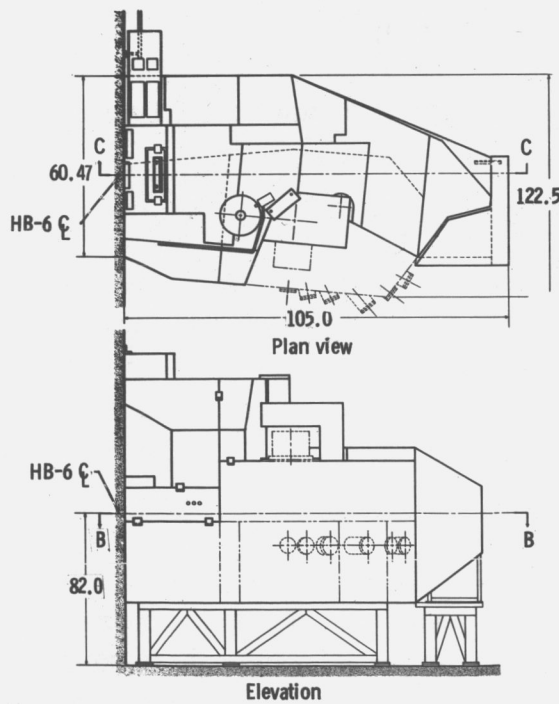 C
C
60.47
122.5
HB-6 ℄
105.0
Plan view
HB-6 ℄
B
B
82.0
Elevation